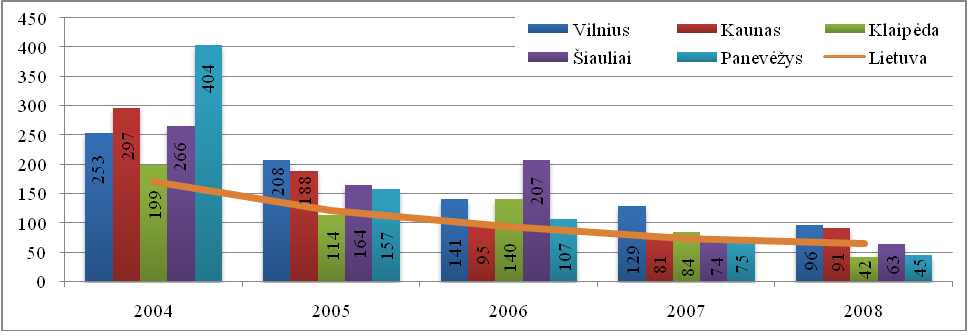 450
400
350
300
250
200
150
100
50
0
Vilnius Kaunas Klaipėda
Šiauliai Panevėžys Lietuva
253 297 199 266 404
208 188 114 164 157
141 95 140 207 107
129 81 84 74 75
96 91 42 63 45
2004 2005 2006 2007 2008